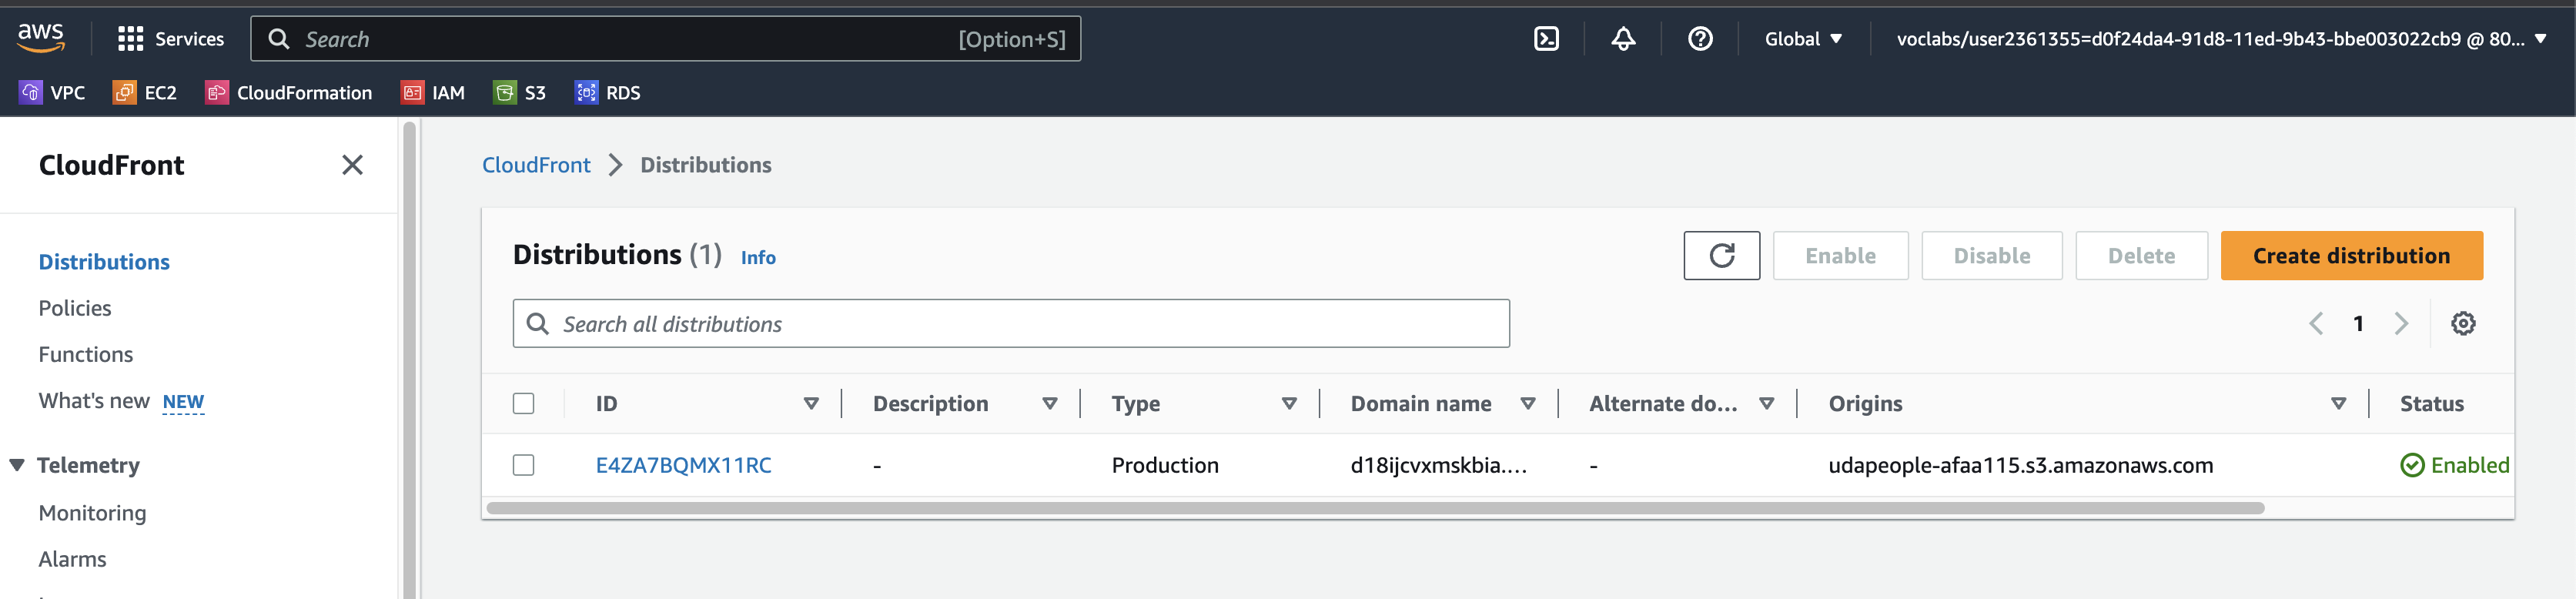 aws
Services
Search
[Option+S]
Global
voclabs/user2361355=d0f24da4-91d8-11ed-9b43-bbe003022cb9 @ 80...
VPC
EC2
CloudFormation
IAM
S3
RDS
CloudFront
Distributions
Policies
Functions
What's new NEW
Telemetry
Monitoring
Alarms
CloudFront
Distributions
Distributions (1) Info
Enable
Disable
Delete
Create distribution
Search all distributions
1
ID
Description
Type
Domain name
Alternate do...
Origins
Status
E4ZA7BQMX11RC
-
Production
d18ijcvxmskbia....
-
udapeople-afaa115.s3.amazonaws.com
Enabled